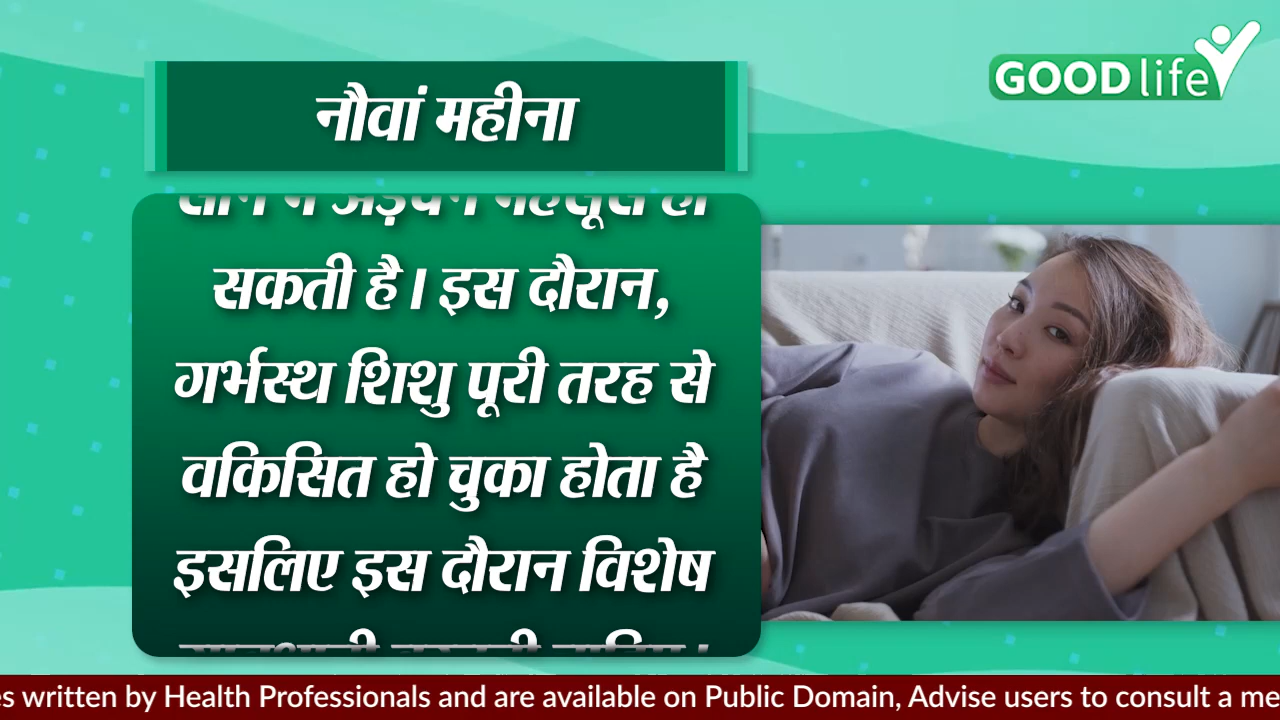 GOOD life
नौवां महीना
सकती है। इस दौरान,
गर्भस्थ शिशु पूरी तरह से
वकिसित हो चुका होता है
इसलिए इस दौरान विशेष
es written by Health Professionals and are available on Public Domain, Advise users to consult a me